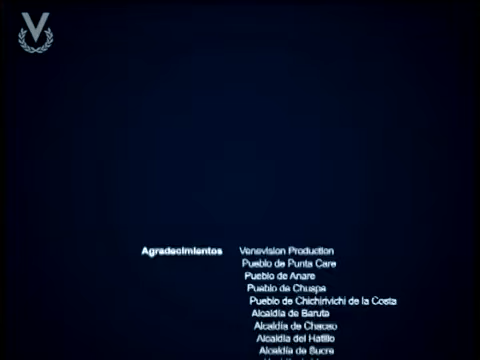 V
Agradecimientos Venevision Production
Pueblo de Punta Care
Pueblo de Anare
Pueblo de Chuspa
Pueblo de Chichirivichi de la Costa
Alcaldía de Baruta
Alcaldía de Chacao
Alcaldía del Hatillo
Alcaldía de Sucre